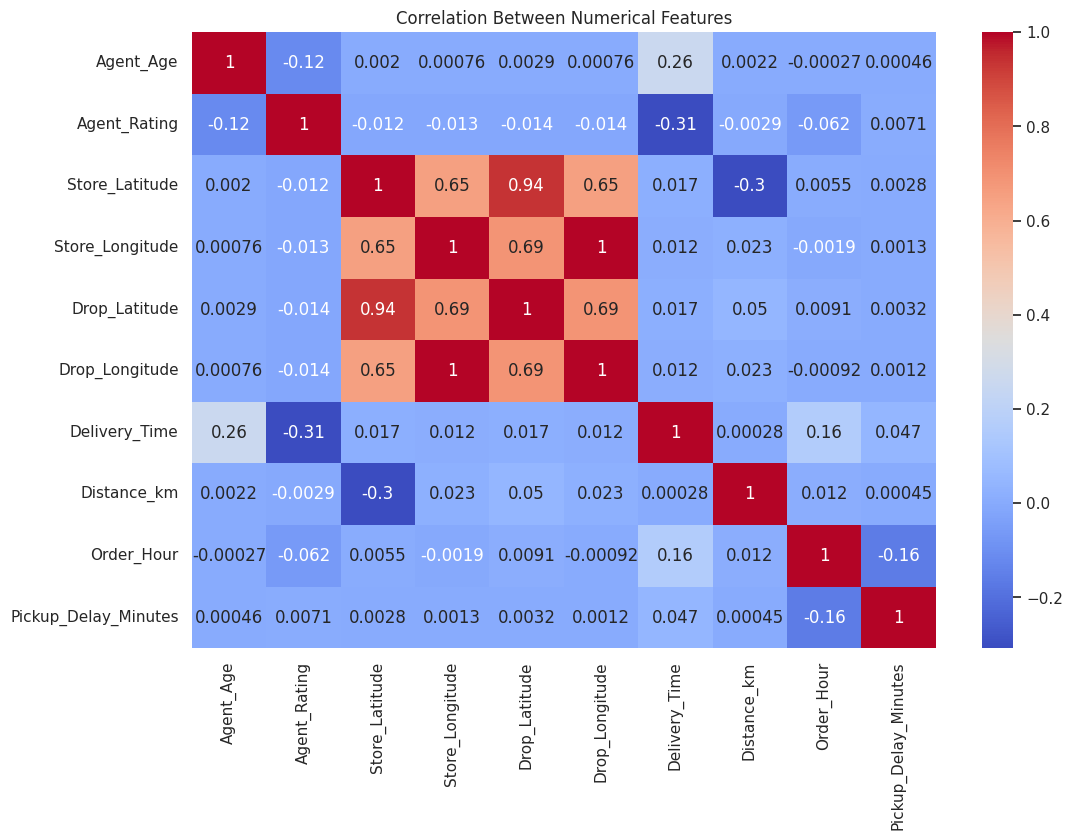 Correlation Between Numerical Features
Agent_Age 1 -0.12 0.002 0.00076 0.0029 0.00076 0.26 0.0022 -0.00027 0.00046
Agent_Rating -0.12 1 -0.012 -0.013 -0.014 -0.014 -0.31 -0.0029 -0.062 0.0071
Store_Latitude 0.002 -0.012 1 0.65 0.94 0.65 0.017 -0.3 0.0055 0.0028
Store_Longitude 0.00076 -0.013 0.65 1 0.69 1 0.012 0.023 -0.0019 0.0013
Drop_Latitude 0.0029 -0.014 0.94 0.69 1 0.69 0.017 0.05 0.0091 0.0032
Drop_Longitude 0.00076 -0.014 0.65 1 0.69 1 0.012 0.023 -0.00092 0.0012
Delivery_Time 0.26 -0.31 0.017 0.012 0.017 0.012 1 0.00028 0.16 0.047
Distance_km 0.0022 -0.0029 -0.3 0.023 0.05 0.023 0.00028 1 0.012 0.00045
Order_Hour -0.00027 -0.062 0.0055 -0.0019 0.0091 -0.00092 0.16 0.012 1 -0.16
Pickup_Delay_Minutes 0.00046 0.0071 0.0028 0.0013 0.0032 0.0012 0.047 0.00045 -0.16 1
Agent_Age
Agent_Rating
Store_Latitude
Store_Longitude
Drop_Latitude
Drop_Longitude
Delivery_Time
Distance_km
Order_Hour
Pickup_Delay_Minutes
1.0
0.8
0.6
0.4
0.2
0.0
−0.2